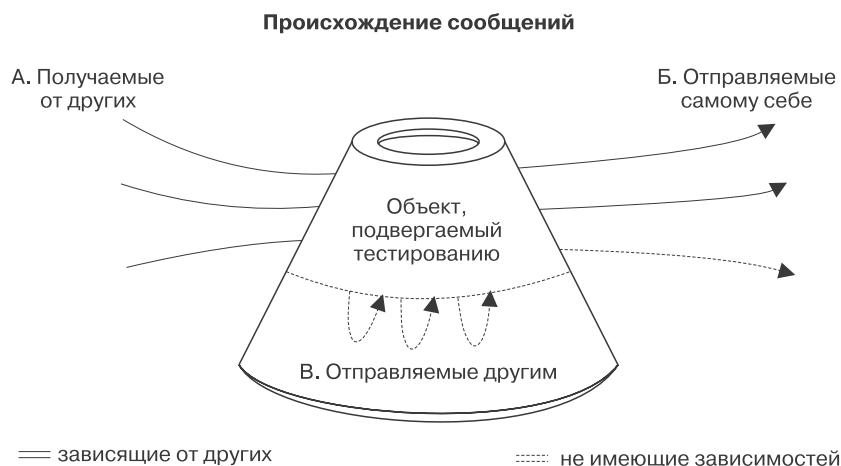 Происхождение сообщений
А. Получаемые
от других
Б. Отправляемые
самому себе
Объект,
подвергаемый
тестированию
В. Отправляемые другим
зависящие от других
не имеющие зависимостей